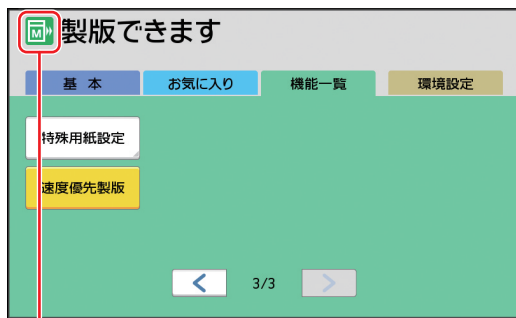 M 製版できます
基本 お気に入り 機能一覧 環境設定
特殊用紙設定
速度優先製版
< 3/3 >